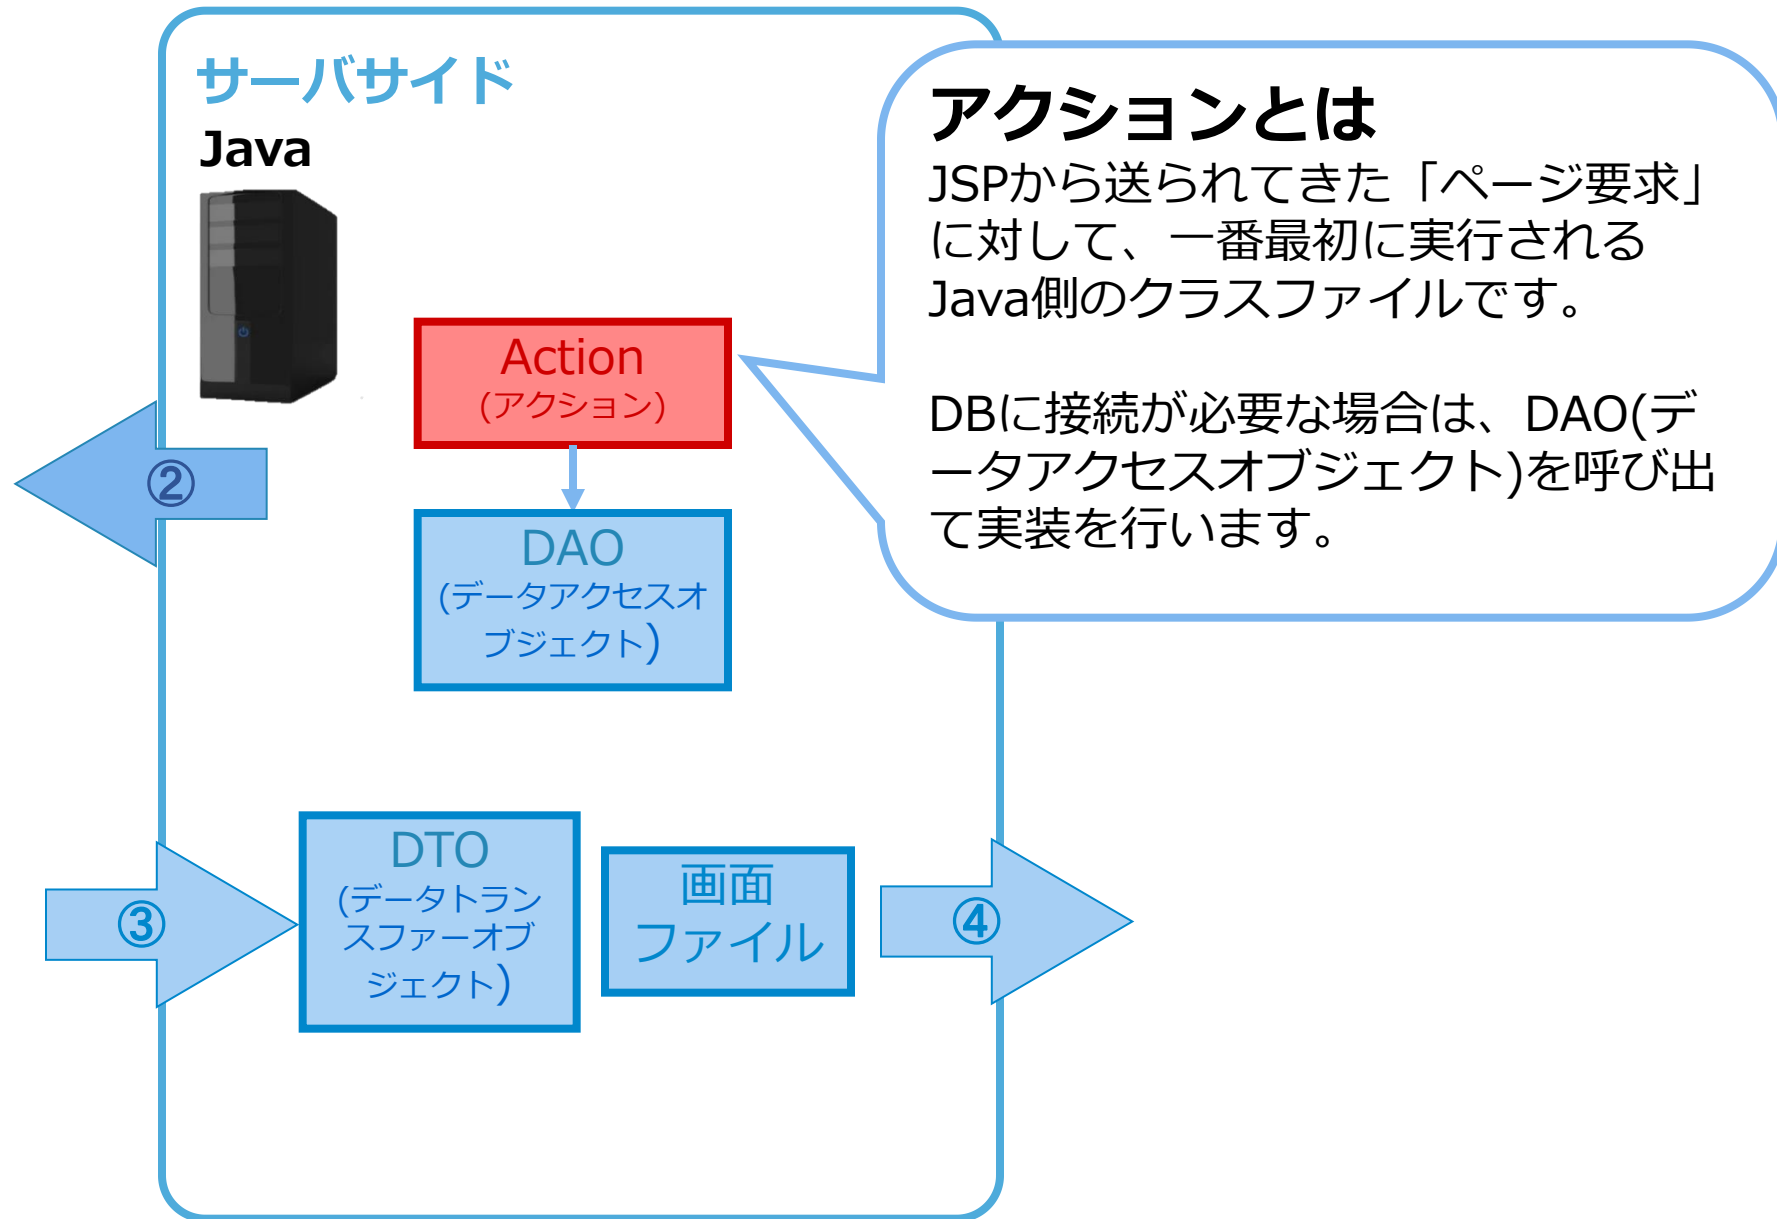 サーバサイド
Java
Action
(アクション)
②
DAO
(データアクセスオ
ブジェクト)
アクションとは
JSPから送られてきた「ページ要求」
に対して、一番最初に実行される
Java側のクラスファイルです。
DBに接続が必要な場合は、DAO(デ
ータアクセスオブジェクト)を呼び出
て実装を行います。
③
DTO
(データトラン
スファーオブ
ジェクト)
画面
ファイル
④